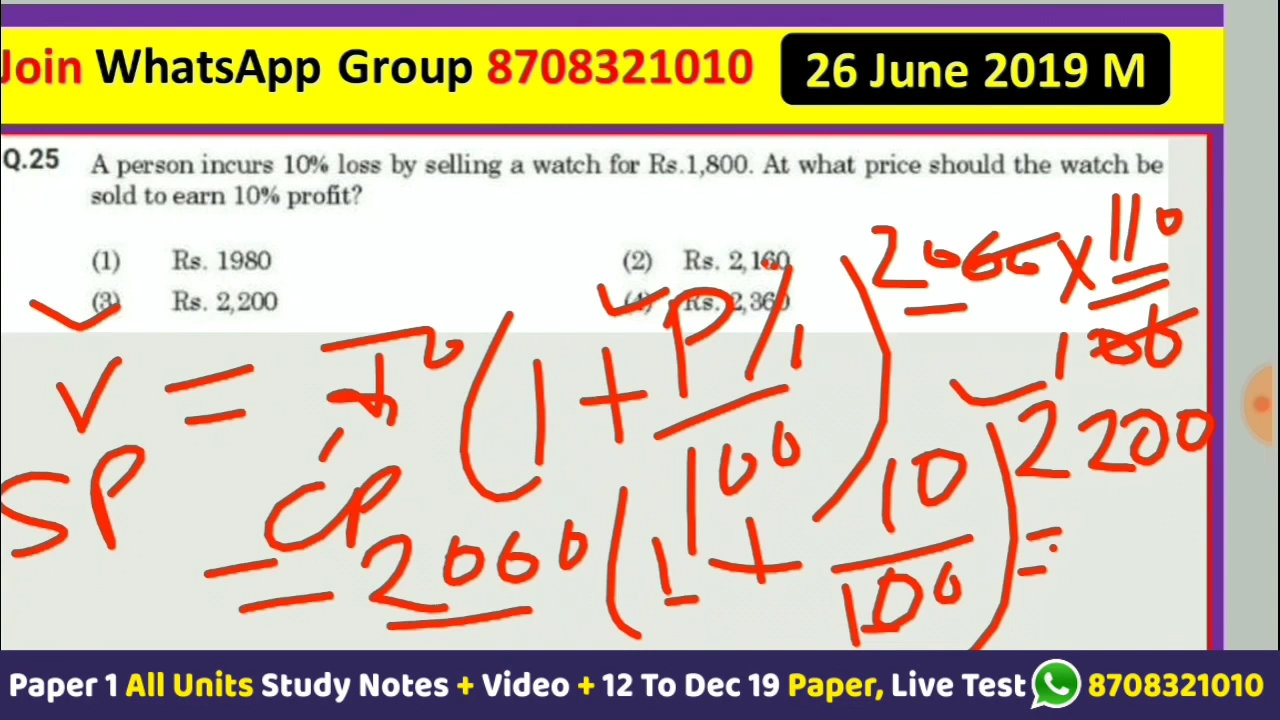 Join WhatsApp Group 8708321010 26 June 2019 M
Q.25 A person incurs 10% loss by selling a watch for Rs.1,800. At what price should the watch be
sold to earn 10% profit?
(1) Rs. 1980 (2) Rs. 2,160
(3) Rs. 2,200 (4) Rs. 2,360
2000 × 110
100
V = (1 + P%
100)
2200
SP CP
= 2000 (1 + 10
100) =
Paper 1 All Units Study Notes + Video + 12 To Dec 19 Paper, Live Test 8708321010